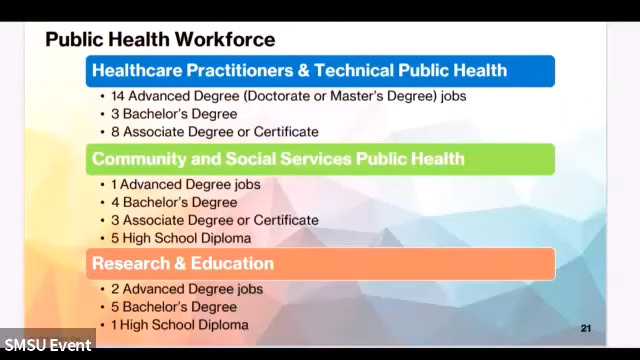 Public Health Workforce
Healthcare Practitioners & Technical Public Health
• 14 Advanced Degree (Doctorate or Master's Degree) jobs
• 3 Bachelor's Degree
• 8 Associate Degree or Certificate
Community and Social Services Public Health
• 1 Advanced Degree jobs
• 4 Bachelor's Degree
• 3 Associate Degree or Certificate
• 5 High School Diploma
Research & Education
• 2 Advanced Degree jobs
• 5 Bachelor's Degree
• 1 High School Diploma
21
SMSU Event